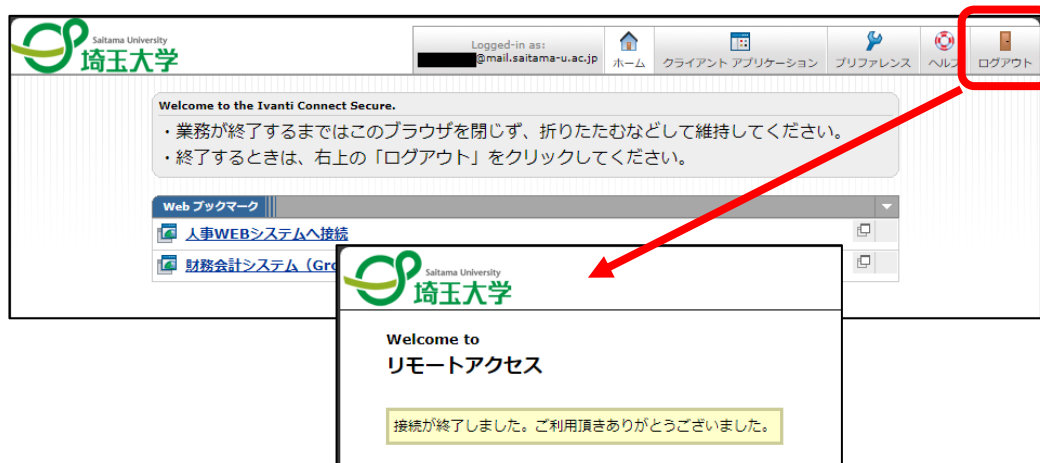 Saitama University
埼玉大学
Logged-in as:
@mail.saitama-u.ac.jp
ホーム
クライアント アプリケーション
プリファレンス
ヘルプ
ログアウト
Welcome to the Ivanti Connect Secure.
・業務が終了するまではこのブラウザを閉じず、折りたたむなどして維持してください。
・終了するときは、右上の「ログアウト」をクリックしてください。
Web ブックマーク
人事WEBシステムへ接続
財務会計システム（Gr
Saitama University
埼玉大学
Welcome to
リモートアクセス
接続が終了しました。ご利用頂きありがとうございました。